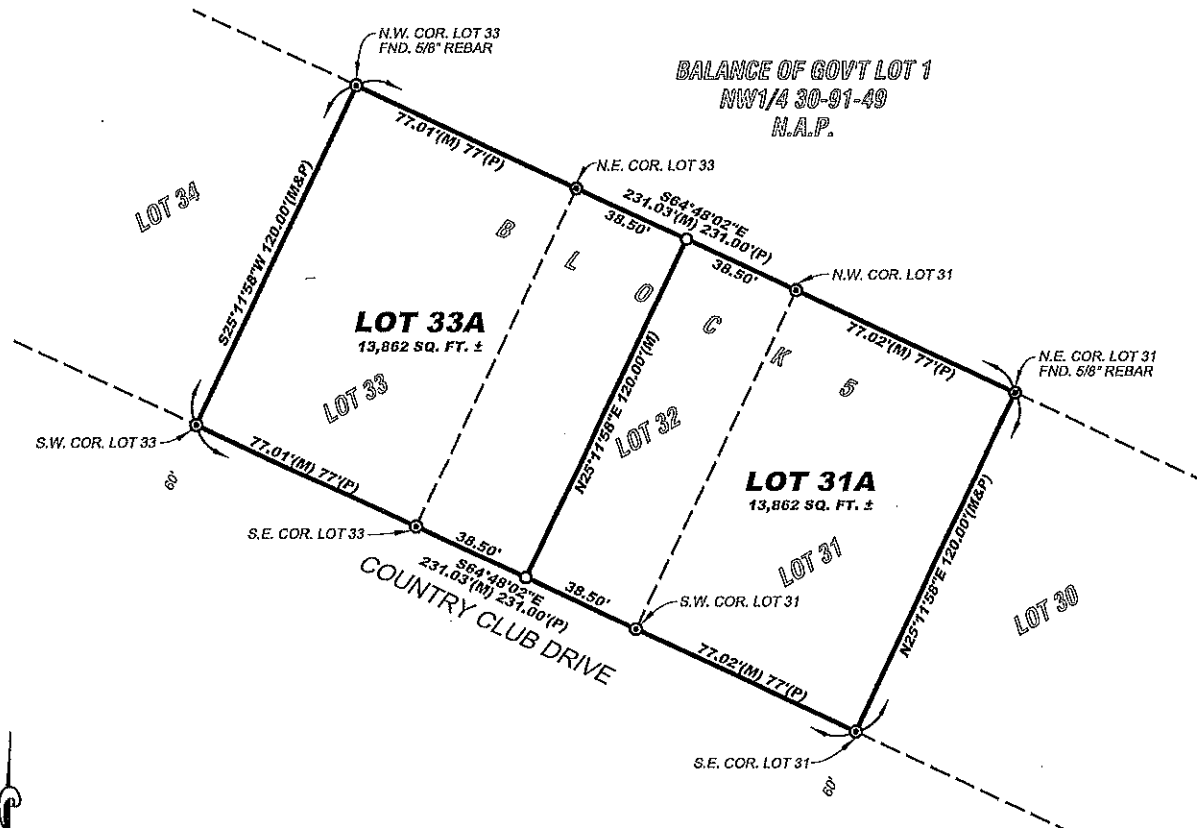 N.W. COR. LOT 33
FND. 5/8" REBAR
BALANCE OF GOV'T LOT 1
NW1/4 30-91-49
N.A.P.
77.01'(M) 77'(P)
N.E. COR. LOT 33
S64°48'02"E
231.03'(M) 231.00'(P)
38.50'
38.50'
N.W. COR. LOT 31
77.02'(M) 77'(P)
N.E. COR. LOT 31
FND. 5/8" REBAR
LOT 34
S25°11'58"W 120.00'(M&P)
BLOCK 5
LOT 33A
13,862 SQ. FT. ±
LOT 33
N25°11'58"E 120.00'(M)
LOT 32
LOT 31A
13,862 SQ. FT. ±
LOT 31
N25°11'58"E 120.00'(M&P)
LOT 30
S.W. COR. LOT 33
60'
77.01'(M) 77'(P)
S.E. COR. LOT 33
38.50'
S64°48'02"E
231.03'(M) 231.00'(P)
38.50'
COUNTRY CLUB DRIVE
S.W. COR. LOT 31
77.02'(M) 77'(P)
S.E. COR. LOT 31
60'